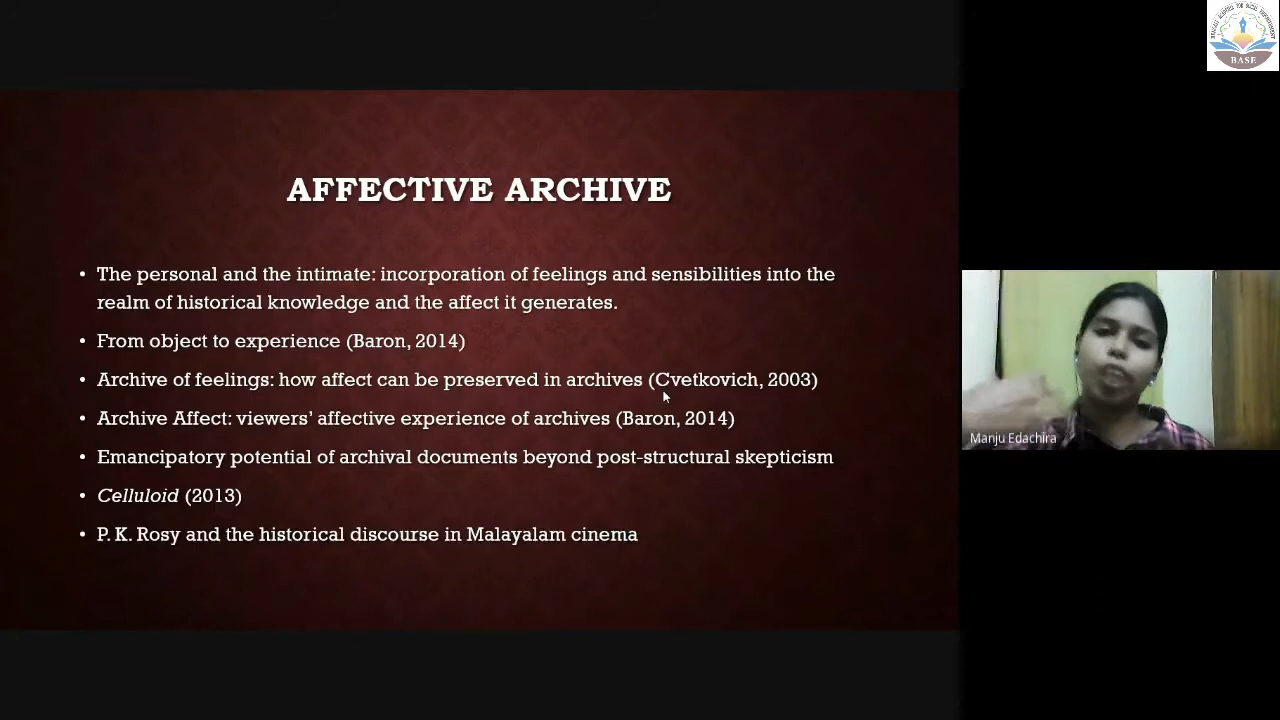 AFFECTIVE ARCHIVE
• The personal and the intimate: incorporation of feelings and sensibilities into the
realm of historical knowledge and the affect it generates.
• From object to experience (Baron, 2014)
• Archive of feelings: how affect can be preserved in archives (Cvetkovich, 2003)
• Archive Affect: viewers’ affective experience of archives (Baron, 2014)
• Emancipatory potential of archival documents beyond post-structural skepticism
• Celluloid (2013)
• P. K. Rosy and the historical discourse in Malayalam cinema
Manju Edachira
BASE